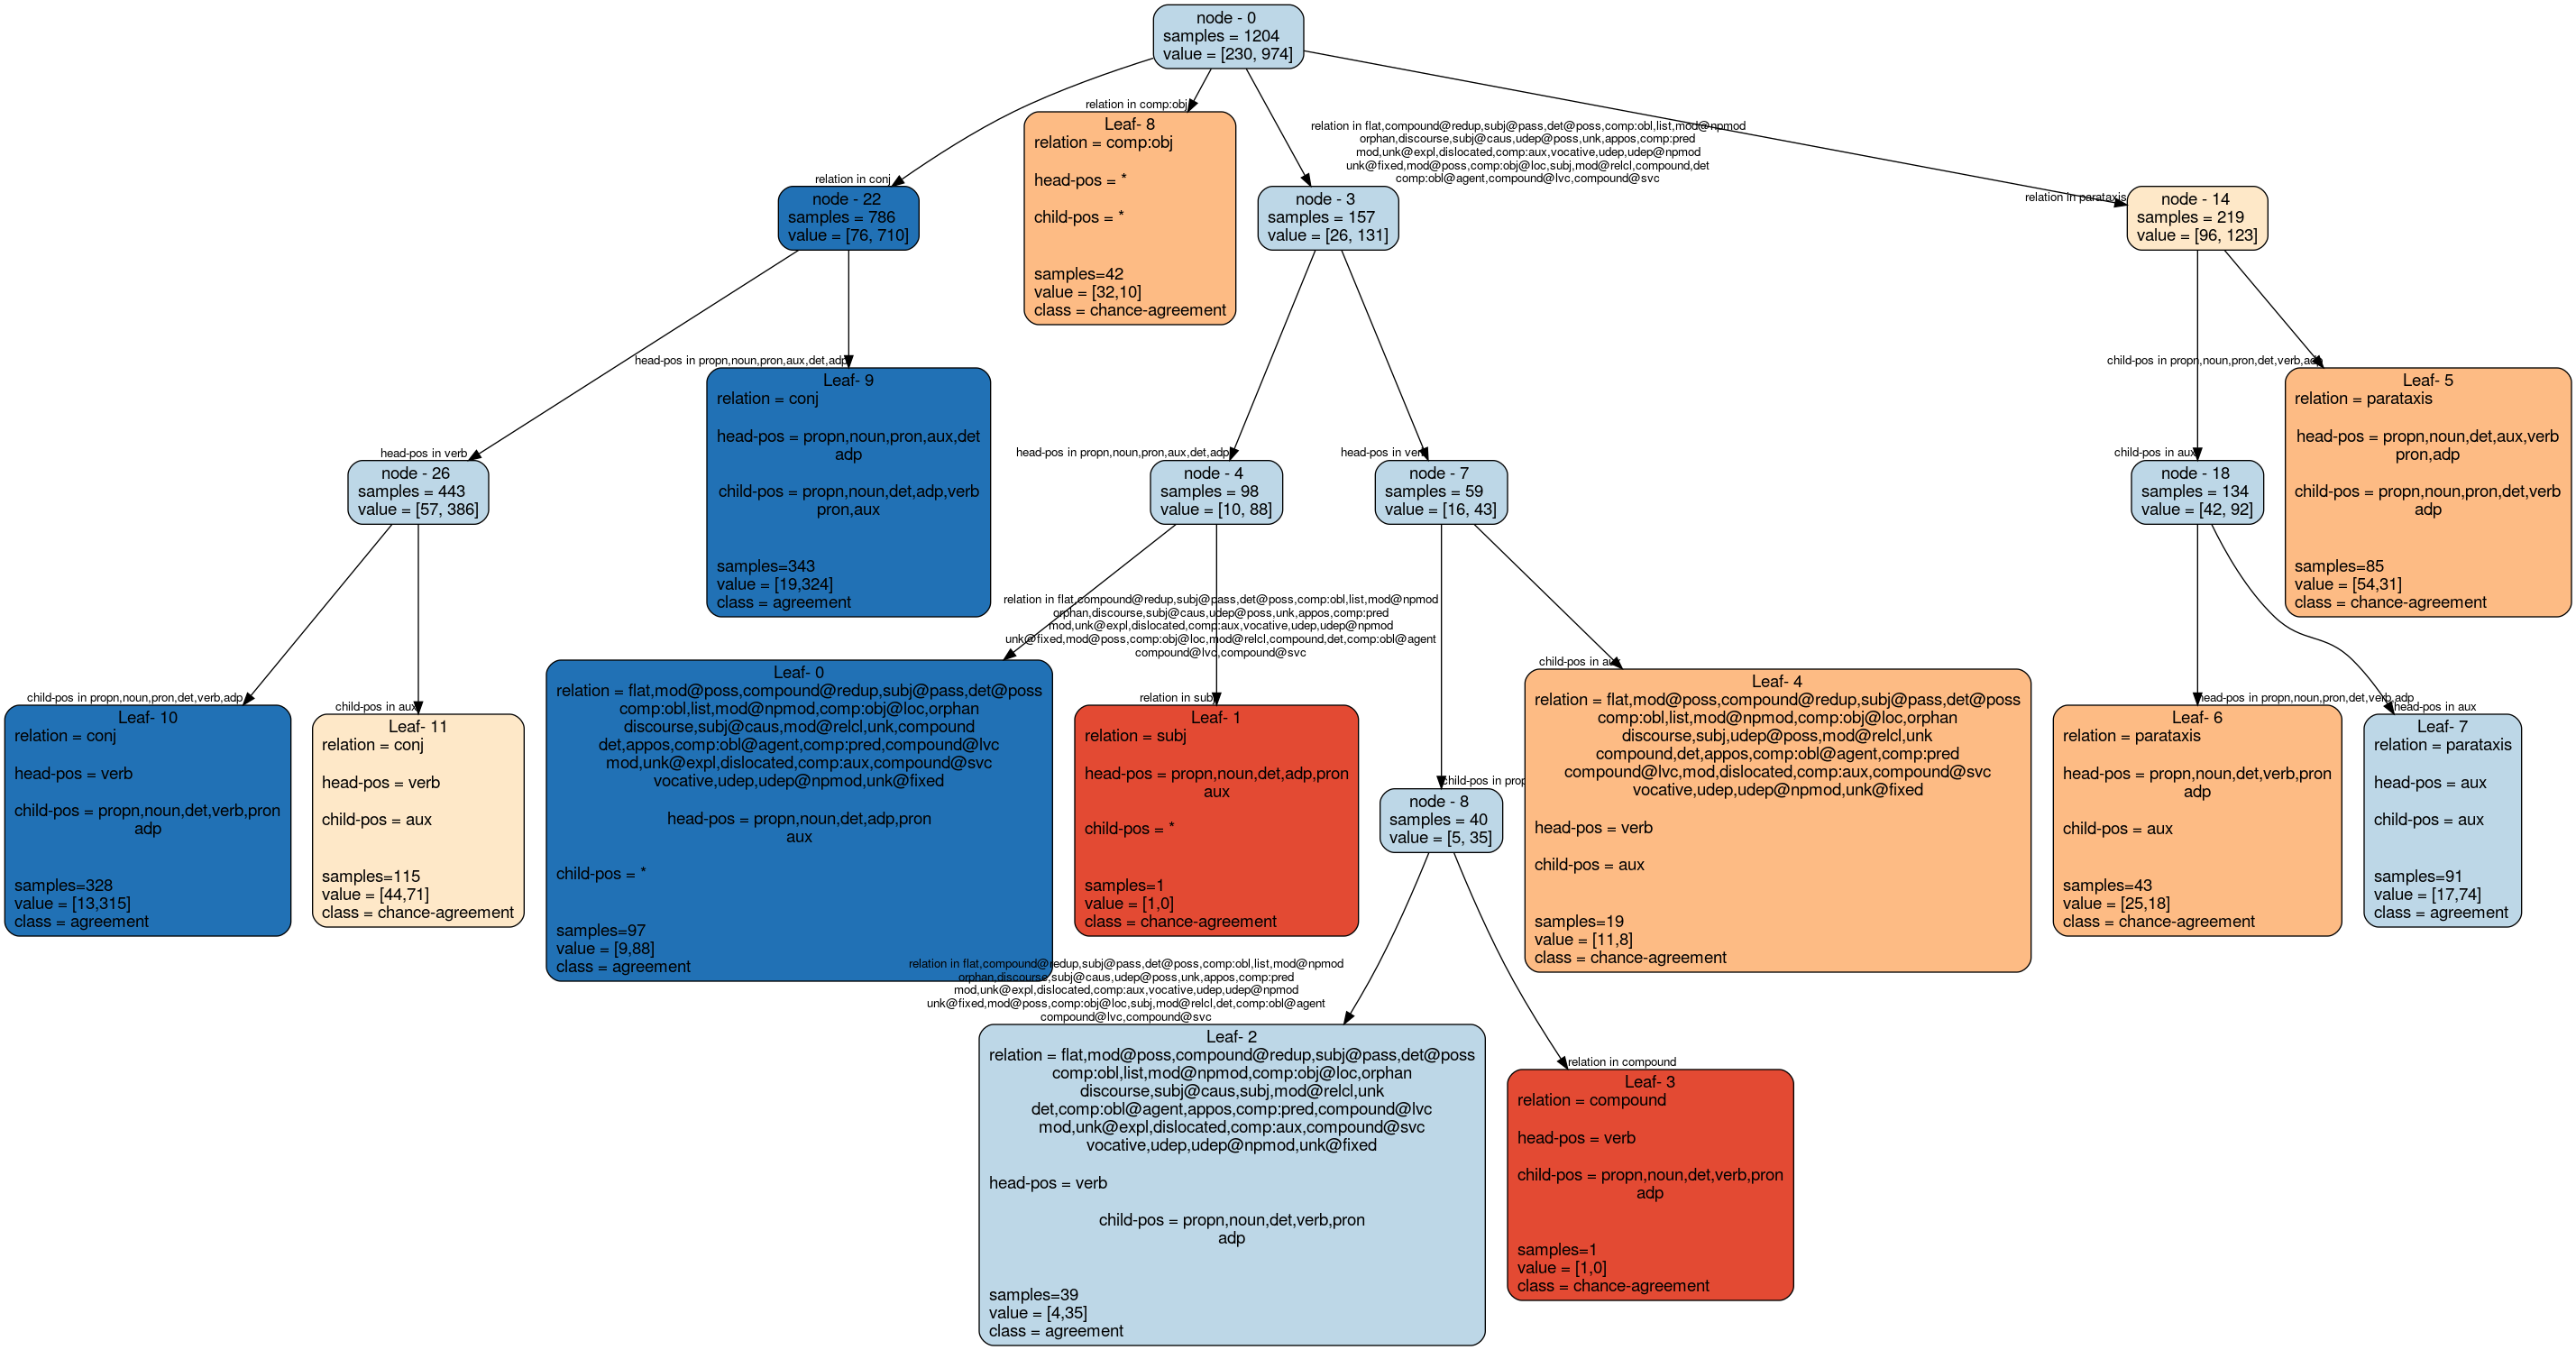 node - 0
samples = 1204
value = [230, 974]
relation in conj
relation in comp:obj
relation in flat,compound@redup,subj@pass,det@poss,comp:obl,list,mod@npmod
orphan,discourse,subj@caus,udep@poss,unk,appos,comp:pred
mod,unk@expl,dislocated,comp:aux,vocative,udep,udep@npmod
unk@fixed,mod@poss,comp:obj@loc,subj,mod@relcl,compound,det
comp:obl@agent,compound@lvc,compound@svc
relation in parataxis
node - 22
samples = 786
value = [76, 710]
Leaf- 8
relation = comp:obj
head-pos = *
child-pos = *
samples=42
value = [32,10]
class = chance-agreement
node - 3
samples = 157
value = [26, 131]
node - 14
samples = 219
value = [96, 123]
head-pos in verb
head-pos in propn,noun,pron,aux,det,adp
head-pos in propn,noun,pron,aux,det,adp
head-pos in verb
child-pos in aux
child-pos in propn,noun,pron,det,verb,adp
node - 26
samples = 443
value = [57, 386]
Leaf- 9
relation = conj
head-pos = propn,noun,pron,aux,det
adp
child-pos = propn,noun,det,adp,verb
pron,aux
samples=343
value = [19,324]
class = agreement
node - 4
samples = 98
value = [10, 88]
node - 7
samples = 59
value = [16, 43]
node - 18
samples = 134
value = [42, 92]
Leaf- 5
relation = parataxis
head-pos = propn,noun,det,aux,verb
pron,adp
child-pos = propn,noun,pron,det,verb
adp
samples=85
value = [54,31]
class = chance-agreement
child-pos in propn,noun,pron,det,verb,adp
child-pos in aux
relation in flat,compound@redup,subj@pass,det@poss,comp:obl,list,mod@npmod
orphan,discourse,subj@caus,udep@poss,unk,appos,comp:pred
mod,unk@expl,dislocated,comp:aux,vocative,udep,udep@npmod
unk@fixed,mod@poss,comp:obj@loc,mod@relcl,compound,det,comp:obl@agent
compound@lvc,compound@svc
relation in subj
child-pos in prop
child-pos in aux
head-pos in propn,noun,pron,det,verb,adp
head-pos in aux
Leaf- 10
relation = conj
head-pos = verb
child-pos = propn,noun,det,verb,pron
adp
samples=328
value = [13,315]
class = agreement
Leaf- 11
relation = conj
head-pos = verb
child-pos = aux
samples=115
value = [44,71]
class = chance-agreement
Leaf- 0
relation = flat,mod@poss,compound@redup,subj@pass,det@poss
comp:obl,list,mod@npmod,comp:obj@loc,orphan
discourse,subj@caus,mod@relcl,unk,compound
det,appos,comp:obl@agent,comp:pred,compound@lvc
mod,unk@expl,dislocated,comp:aux,compound@svc
vocative,udep,udep@npmod,unk@fixed
head-pos = propn,noun,det,adp,pron
aux
child-pos = *
samples=97
value = [9,88]
class = agreement
Leaf- 1
relation = subj
head-pos = propn,noun,det,adp,pron
aux
child-pos = *
samples=1
value = [1,0]
class = chance-agreement
node - 8
samples = 40
value = [5, 35]
Leaf- 4
relation = flat,mod@poss,compound@redup,subj@pass,det@poss
comp:obl,list,mod@npmod,comp:obj@loc,orphan
discourse,subj,udep@poss,mod@relcl,unk
compound,det,appos,comp:obl@agent,comp:pred
compound@lvc,mod,dislocated,comp:aux,compound@svc
vocative,udep,udep@npmod,unk@fixed
head-pos = verb
child-pos = aux
samples=19
value = [11,8]
class = chance-agreement
Leaf- 6
relation = parataxis
head-pos = propn,noun,det,verb,pron
adp
child-pos = aux
samples=43
value = [25,18]
class = chance-agreement
Leaf- 7
relation = parataxis
head-pos = aux
child-pos = aux
samples=91
value = [17,74]
class = agreement
relation in flat,compound@redup,subj@pass,det@poss,comp:obl,list,mod@npmod
orphan,discourse,subj@caus,udep@poss,unk,appos,comp:pred
mod,unk@expl,dislocated,comp:aux,vocative,udep,udep@npmod
unk@fixed,mod@poss,comp:obj@loc,subj,mod@relcl,det,comp:obl@agent
compound@lvc,compound@svc
relation in compound
Leaf- 2
relation = flat,mod@poss,compound@redup,subj@pass,det@poss
comp:obl,list,mod@npmod,comp:obj@loc,orphan
discourse,subj@caus,subj,mod@relcl,unk
det,comp:obl@agent,appos,comp:pred,compound@lvc
mod,unk@expl,dislocated,comp:aux,compound@svc
vocative,udep,udep@npmod,unk@fixed
head-pos = verb
child-pos = propn,noun,det,verb,pron
adp
samples=39
value = [4,35]
class = agreement
Leaf- 3
relation = compound
head-pos = verb
child-pos = propn,noun,det,verb,pron
adp
samples=1
value = [1,0]
class = chance-agreement